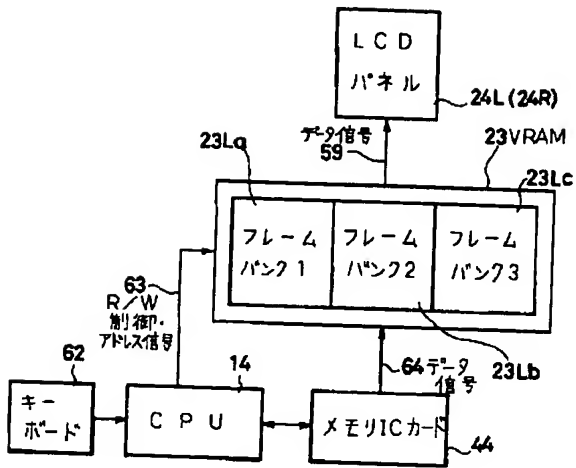 LCD
パネル
24L(24R)
データ信号
59
23VRAM
23La
23Lc
フレーム
バンク1
フレーム
バンク2
フレーム
バンク3
63
R/W
制御・
アドレス信号
23Lb
64データ
信号
62
14
キー
ボード
CPU
メモリICカード
44